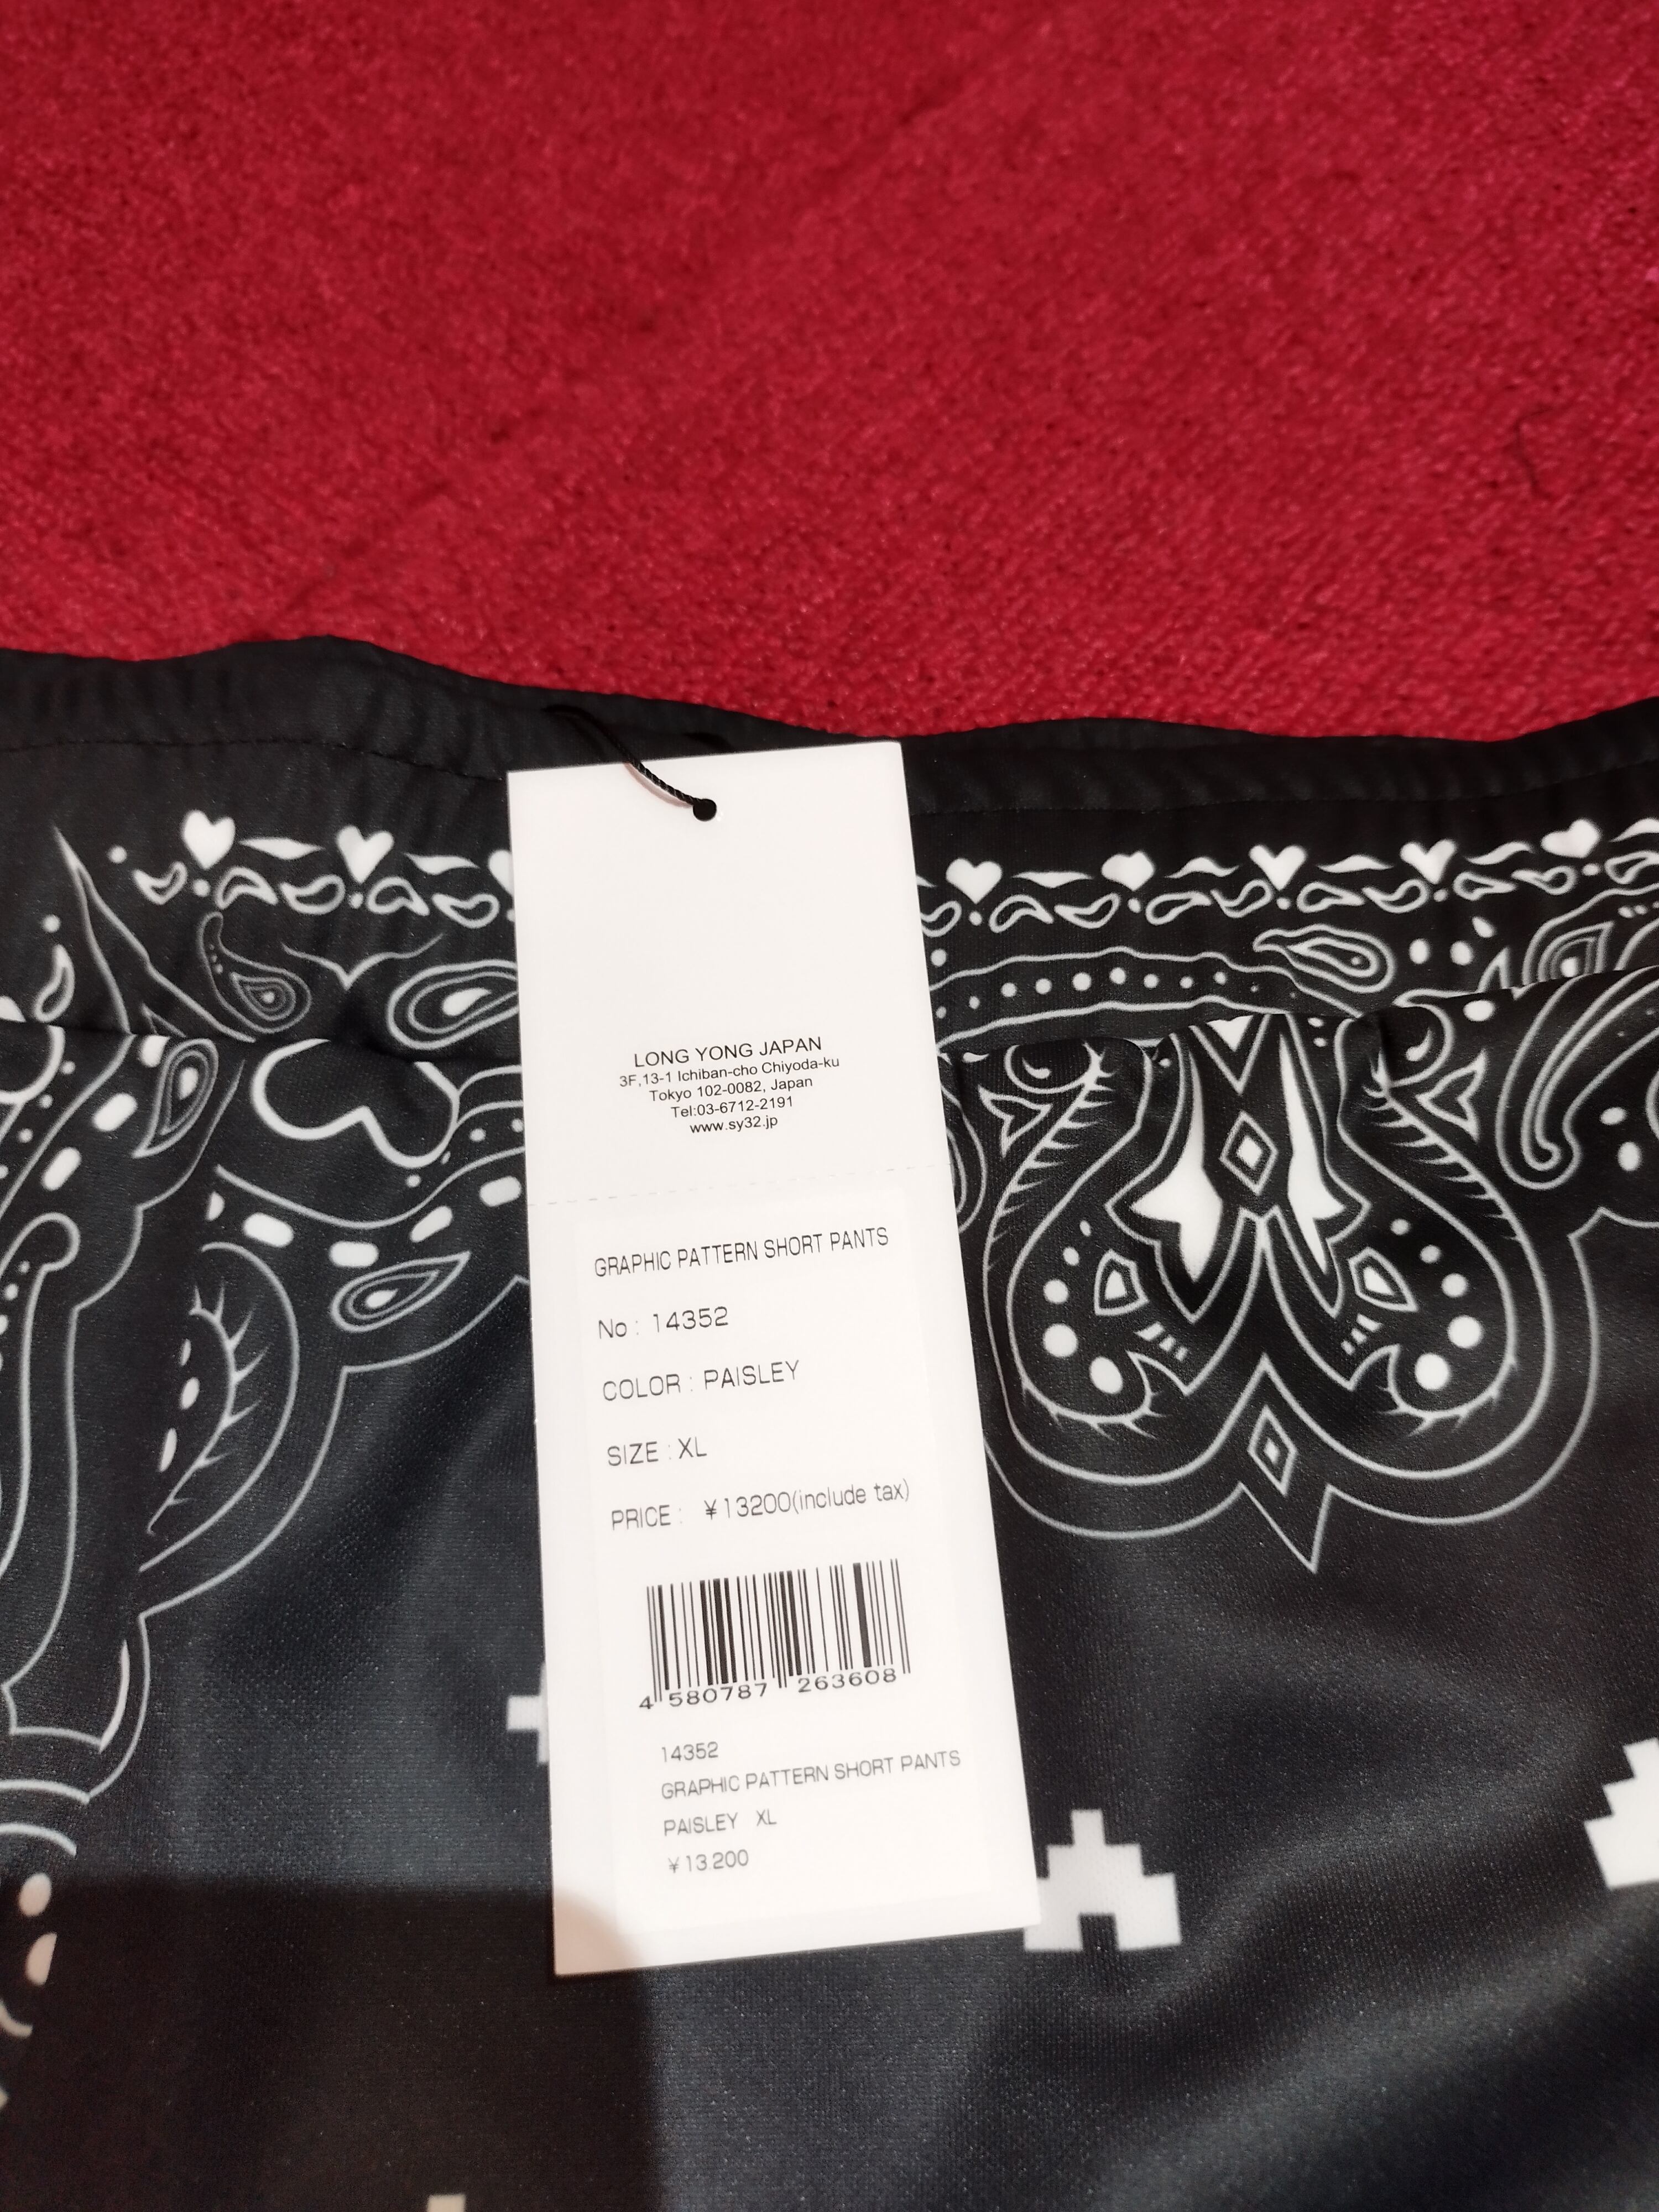 LONG YONG JAPAN
3F,13-1 Ichiban-cho Chiyoda-ku
Tokyo 102-0082, Japan
Tel:03-6712-2191
www.sy32.jp
GRAPHIC PATTERN SHORT PANTS
No : 14352
COLOR : PAISLEY
SIZE : XL
PRICE : ¥13200(include tax)
4 580787 263608
14352
GRAPHIC PATTERN SHORT PANTS
PAISLEY XL
¥13.200